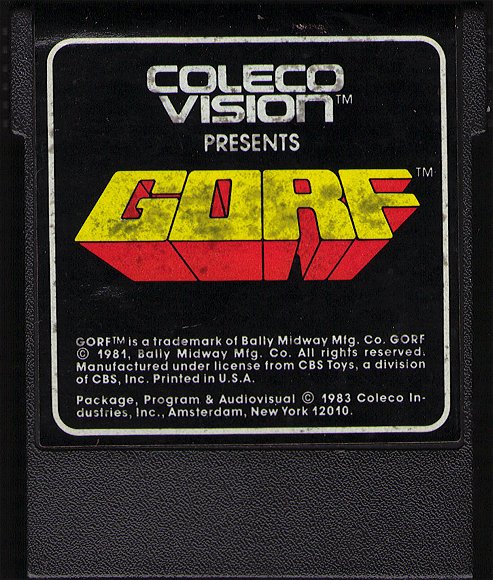 COLECO
VISION™
PRESENTS
GORF™
GORF™ is a trademark of Bally Midway Mfg. Co. GORF
© 1981, Bally Midway Mfg. Co. All rights reserved.
Manufactured under license from CBS Toys, a division
of CBS, Inc. Printed in U.S.A.
Package, Program & Audiovisual © 1983 Coleco In-
dustries, Inc., Amsterdam, New York 12010.